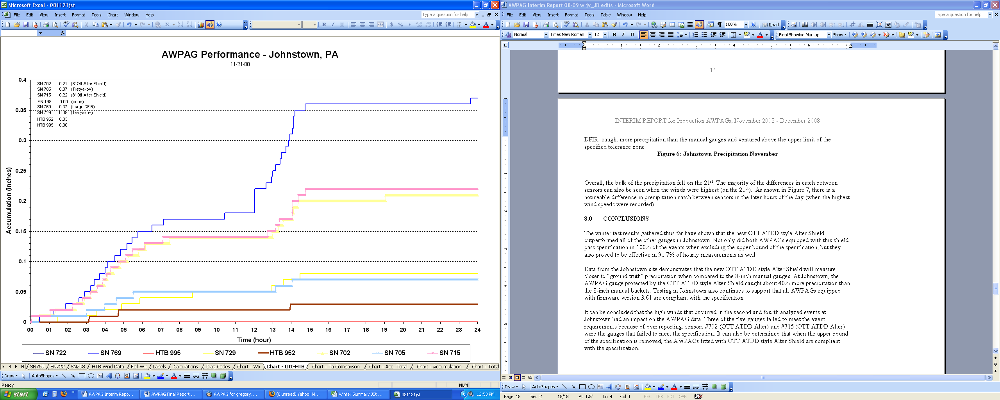 Microsoft Excel - 081121jst
File Edit View Insert Format Tools Chart Window Help
Type a question for help
AWPAG Performance - Johnstown, PA
11-21-08
SN 702 0.21 (8' Ott Alter Shield)
SN 705 0.07 (Tretyakov)
SN 715 0.22 (8' Ott Alter Shield)
SN 198 0.00 (none)
SN 769 0.37 (Large DFIR)
SN 729 0.08 (Tretyakov)
HTB 952 0.03
HTB 995 0.00
Accumulation (inches)
0.4
0.35
0.3
0.25
0.2
0.15
0.1
0.05
0
00 01 02 03 04 05 06 07 08 09 10 11 12 13 14 15 16 17 18 19 20 21 22 23 24
Time (hour)
SN 722 SN 769 HTB 995 SN 729 HTB 952 SN 702 SN 705 SN 715
SN769 SN722 SN298 HTB-Wnd Data Ref Wx Labels Calculations Diag Codes Chart - Wx Chart - Ott-HTB Chart - Ta Comparison Chart - Acc. Total Chart - Accumulation Chart - Total
Draw AutoShapes
Ready
NUM
start
AWPAG Interim Repo...
AWPAG Final Report ...
AWPAG for gregory....
(0 unread) Yahoo! M...
Winter Summary JSt ...
081121jst
12:53 PM
AWPAG Interim Report 08-09 w jv_JD edits - Microsoft Word
File Edit View Insert Format Tools Table Window Help
Type a question for help
100%
Read
Normal Times New Roman 12
Final Showing Markup Show
1 2 3 4 5 6 7
14
INTERIM REPORT for Production AWPAGs, November 2008 - December 2008
DFIR, caught more precipitation than the manual gauges and ventured above the upper limit of the
specified tolerance zone.
Figure 6: Johnstown Precipitation November
Overall, the bulk of the precipitation fell on the 21st. The majority of the differences in catch between
sensors can also be seen when the winds were highest (on the 21st). As shown in Figure 7, there is a
noticeable difference in precipitation catch between sensors in the later hours of the day (when the highest
wind speeds were recorded).
8.0 CONCLUSIONS
The winter test results gathered thus far have shown that the new OTT ATDD style Alter Shield
outperformed all of the other gauges in Johnstown. Not only did both AWPAGs equipped with this shield
pass specification in 100% of the events when excluding the upper bound of the specification, but they
also proved to be effective in 91.7% of hourly measurements as well.
Data from the Johnstown site demonstrates that the new OTT ATDD style Alter Shield will measure
closer to “ground truth” precipitation when compared to the 8-inch manual gauges. At Johnstown, the
AWPAG gauge protected by the OTT ATDD style Alter Shield caught about 40% more precipitation than
the 8-inch manual buckets. Testing in Johnstown also continues to support that all AWPAGs equipped
with firmware version 3.61 are compliant with the specification.
It can be concluded that the high winds that occurred in the second and fourth analyzed events at
Johnstown had an impact on the AWPAG data. Three of the five gauges failed to meet the event
requirements because of over reporting; sensors #702 (OTT ATDD Alter) and #715 (OTT ATDD Alter)
were the gauges that failed to meet the specification. It can also be determined that when the upper bound
of the specification is removed, the AWPAGs fitted with OTT ATDD style Alter Shield are compliant
with the specification.
Draw AutoShapes
Page 15 Sec 2 15/18 At 1.5" Ln 4 Col 1 REC TRK EXT OVR